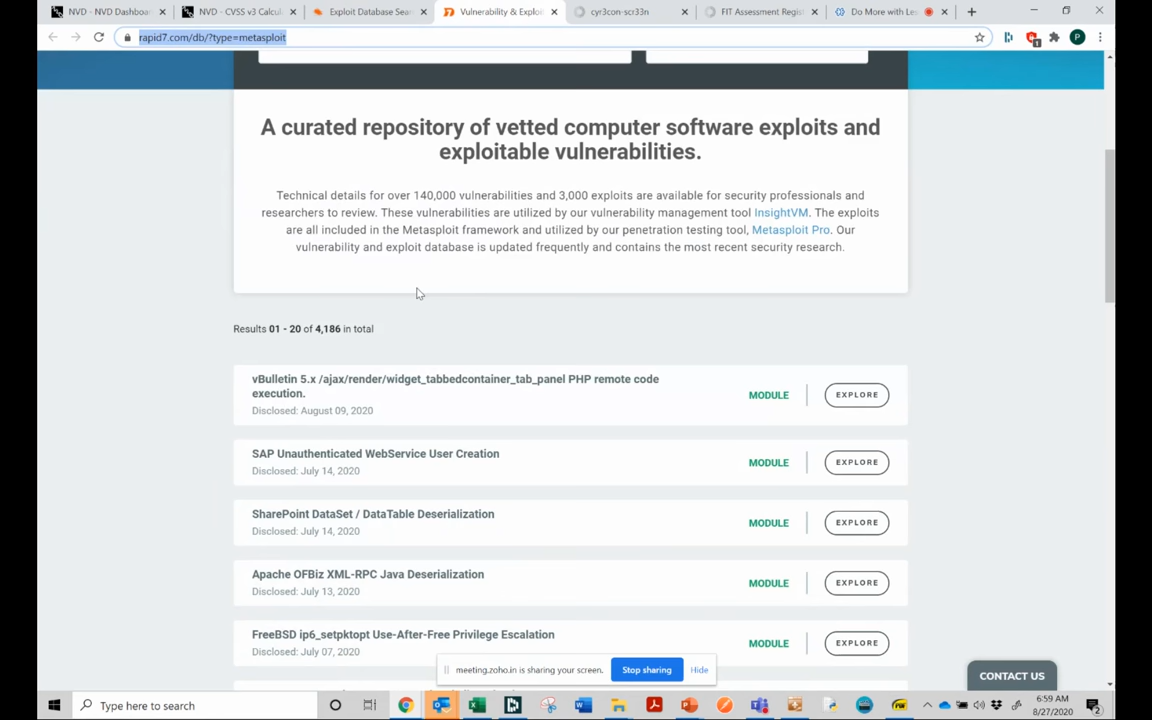 NVD - NVD Dashboa
NVD - CVSS v3 Calcula
Exploit Database Sear
Vulnerability & Exploi
cyr3con-scr33n
FIT Assessment Regis
Do More with Les
rapid7.com/db/?type=metasploit
P
1
A curated repository of vetted computer software exploits and
exploitable vulnerabilities.
Technical details for over 140,000 vulnerabilities and 3,000 exploits are available for security professionals and
researchers to review. These vulnerabilities are utilized by our vulnerability management tool InsightVM. The exploits
are all included in the Metasploit framework and utilized by our penetration testing tool, Metasploit Pro. Our
vulnerability and exploit database is updated frequently and contains the most recent security research.
Results 01 - 20 of 4,186 in total
vBulletin 5.x /ajax/render/widget_tabbedcontainer_tab_panel PHP remote code
execution.
Disclosed: August 09, 2020
MODULE
EXPLORE
SAP Unauthenticated WebService User Creation
Disclosed: July 14, 2020
MODULE
EXPLORE
SharePoint DataSet / DataTable Deserialization
Disclosed: July 14, 2020
MODULE
EXPLORE
Apache OFBiz XML-RPC Java Deserialization
Disclosed: July 13, 2020
MODULE
EXPLORE
FreeBSD ip6_setpktopt Use-After-Free Privilege Escalation
Disclosed: July 07, 2020
MODULE
EXPLORE
meeting.zoho.in is sharing your screen.
Stop sharing
Hide
CONTACT US
Type here to search
6:59 AM
8/27/2020
2